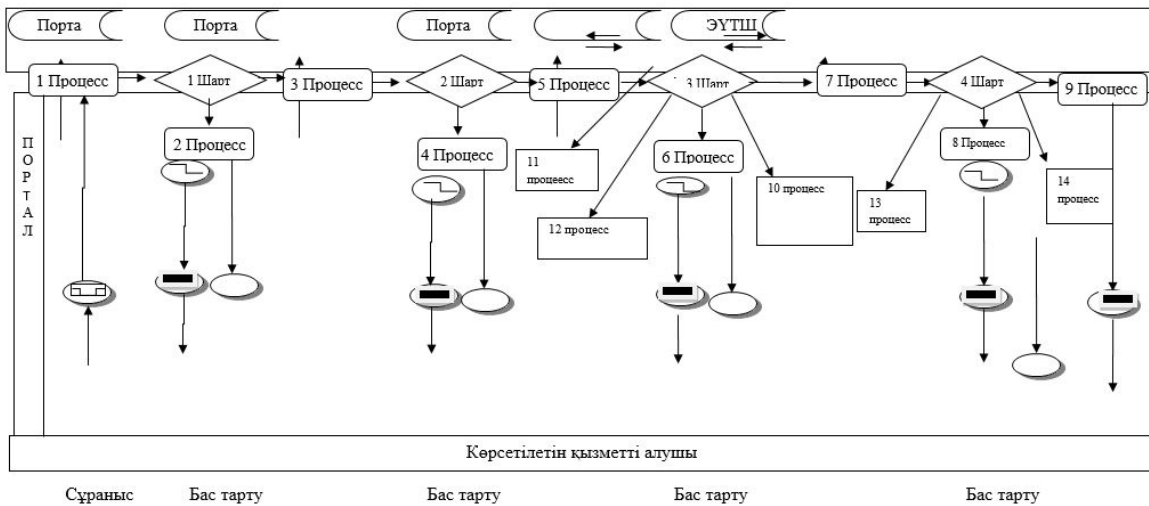 Порта
Порта
Порта
ЭҮТШ
1 Процесс
1 Шарт
3 Процесс
2 Шарт
5 Процесс
3 Шарт
7 Процесс
4 Шарт
9 Процесс
ПОРТАЛ
2 Процесс
4 Процесс
11
процеесс
6 Процесс
8 Процесс
12 процесс
10 процесс
13
процесс
14
процесс
Көрсетілетін қызметті алушы
Сұраныс
Бас тарту
Бас тарту
Бас тарту
Бас тарту